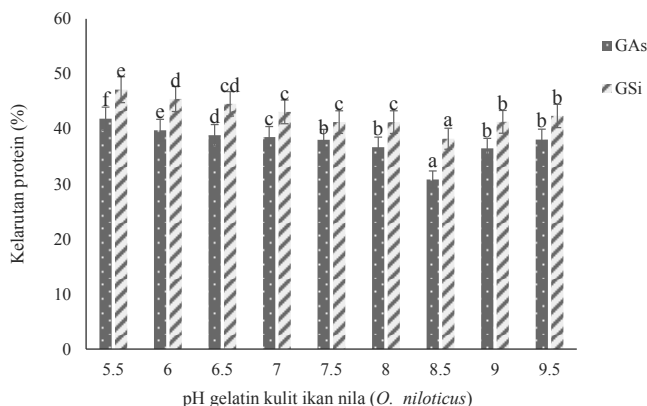 60
50
40
30
20
10
0
Kelarutan protein (%)
GAs
GSi
f e e d d cd c c b c b c a a b b b b
5.5 6 6.5 7 7.5 8 8.5 9 9.5
pH gelatin kulit ikan nila (O. niloticus)